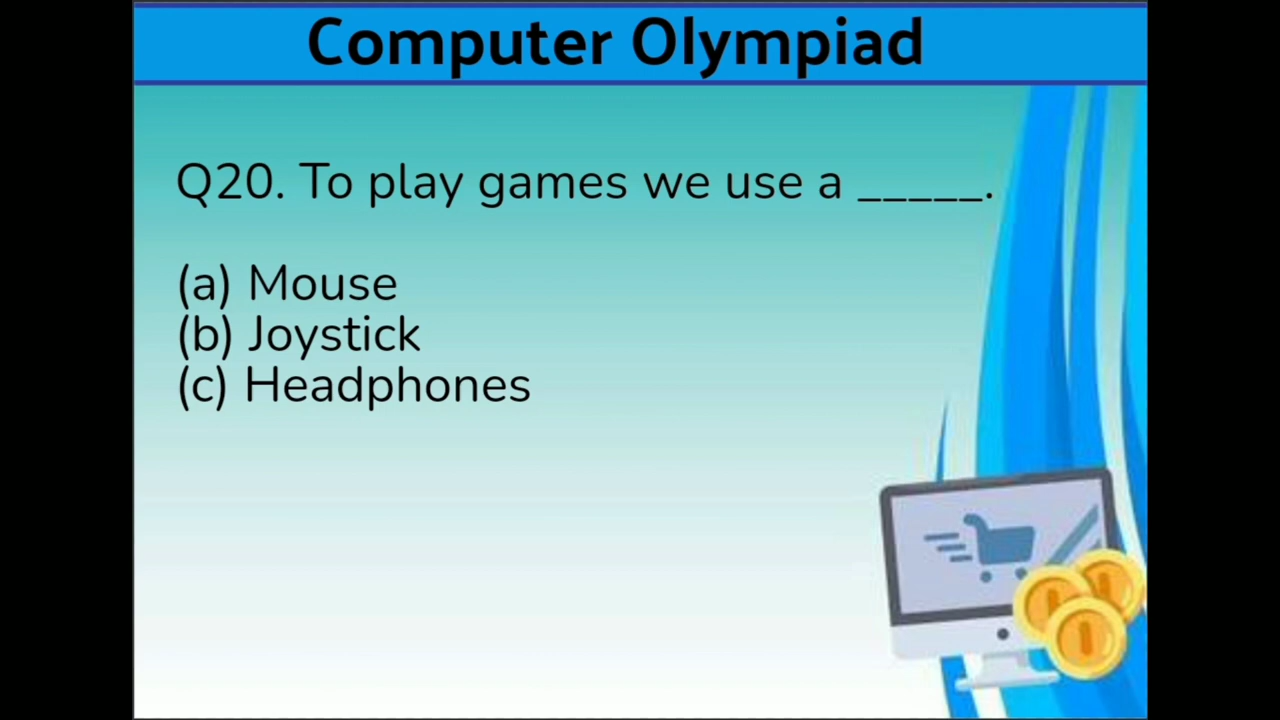 Computer Olympiad
Q20. To play games we use a _____.
(a) Mouse
(b) Joystick
(c) Headphones